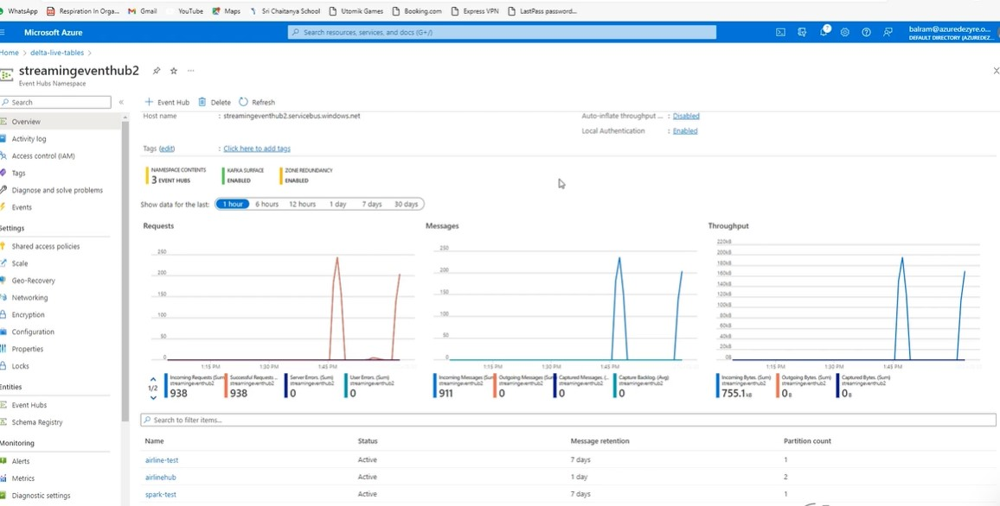 WhatsApp Respiration In Orga... Gmail YouTube Maps Sri Chaitanya School Utomik Games Booking.com Express VPN LastPass password...
Microsoft Azure
Search resources, services, and docs (G+/)
balram@azuredezyre.o...
DEFAULT DIRECTORY (AZUREDEZ...
Home > delta-live-tables >
streamingeventhub2
Event Hubs Namespace
Search
Event Hub Delete Refresh
Overview
Activity log
Access control (IAM)
Tags
Diagnose and solve problems
Events
Settings
Shared access policies
Scale
Geo-Recovery
Networking
Encryption
Configuration
Properties
Locks
Entities
Event Hubs
Schema Registry
Monitoring
Alerts
Metrics
Diagnostic settings
Host name : streamingeventhub2.servicebus.windows.net
Auto-inflate throughput ... : Disabled
Local Authentication : Enabled
Tags (edit) : Click here to add tags
NAMESPACE CONTENTS
3 EVENT HUBS
KAFKA SURFACE
ENABLED
ZONE REDUNDANCY
ENABLED
Show data for the last: 1 hour 6 hours 12 hours 1 day 7 days 30 days
Requests
250
200
150
100
50
0
1:15 PM 1:30 PM 1:45 PM
1/2
Incoming Requests (Sum)
streamingeventhub2
938
Successful Requests ...
streamingeventhub2
938
Server Errors. (Sum)
streamingeventhub2
0
User Errors. (Sum)
streamingeventhub2
0
Messages
250
200
150
100
50
0
1:15 PM 1:30 PM 1:45 PM
Incoming Messages (Sum)
streamingeventhub2
911
Outgoing Messages (Sum)
streamingeventhub2
0
Captured Messages. (...
streamingeventhub2
0
Capture Backlog. (Avg)
streamingeventhub2
0
Throughput
220kB
200kB
180kB
160kB
140kB
120kB
100kB
80kB
60kB
40kB
20kB
0B
1:15 PM 1:30 PM 1:45 PM
Incoming Bytes. (Sum)
streamingeventhub2
755.1 kB
Outgoing Bytes. (Sum)
streamingeventhub2
0 B
Captured Bytes. (Sum)
streamingeventhub2
0 B
Search to filter items...
Name Status Message retention Partition count
airline-test Active 7 days 1
airlinehub Active 1 day 2
spark-test Active 7 days 1